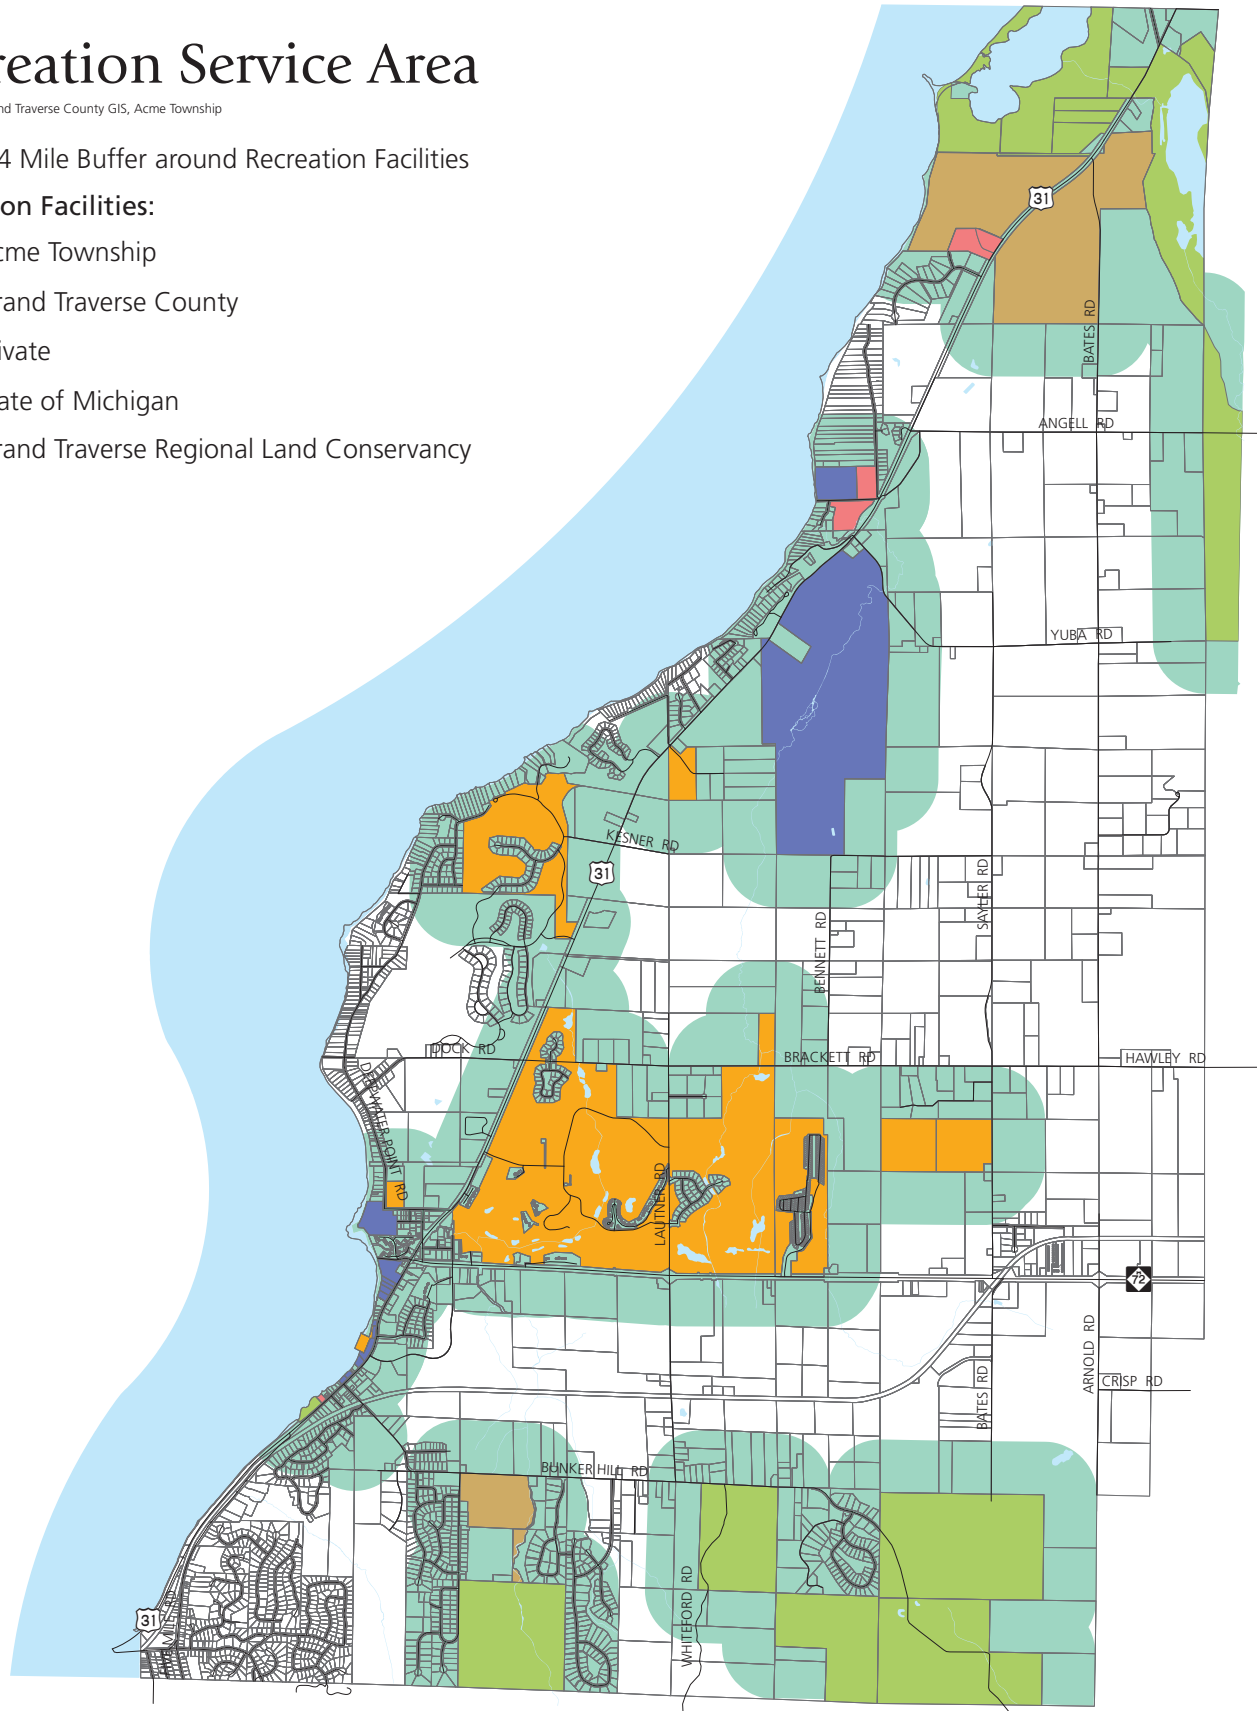 reation Service Area
nd Traverse County GIS, Acme Township
4 Mile Buffer around Recreation Facilities
on Facilities:
cme Township
rand Traverse County
ivate
ate of Michigan
rand Traverse Regional Land Conservancy
31
BATES RD
ANGELL RD
YUBA RD
KESNER RD
31
SAYLER RD
BENNETT RD
DOCK RD
BRACKETT RD
HAWLEY RD
DEEPWATER POINT RD
LAUTNER RD
72
ARNOLD RD
BATES RD
CRISP RD
BUNKER HILL RD
WHITEFORD RD
31